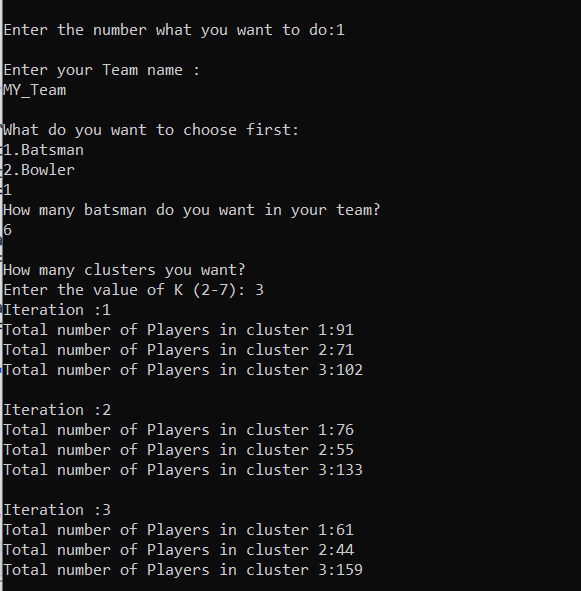 Enter the number what you want to do:1
Enter your Team name :
MY_Team
What do you want to choose first:
1.Batsman
2.Bowler
1
How many batsman do you want in your team?
6
How many clusters you want?
Enter the value of K (2-7): 3
Iteration :1
Total number of Players in cluster 1:91
Total number of Players in cluster 2:71
Total number of Players in cluster 3:102
Iteration :2
Total number of Players in cluster 1:76
Total number of Players in cluster 2:55
Total number of Players in cluster 3:133
Iteration :3
Total number of Players in cluster 1:61
Total number of Players in cluster 2:44
Total number of Players in cluster 3:159